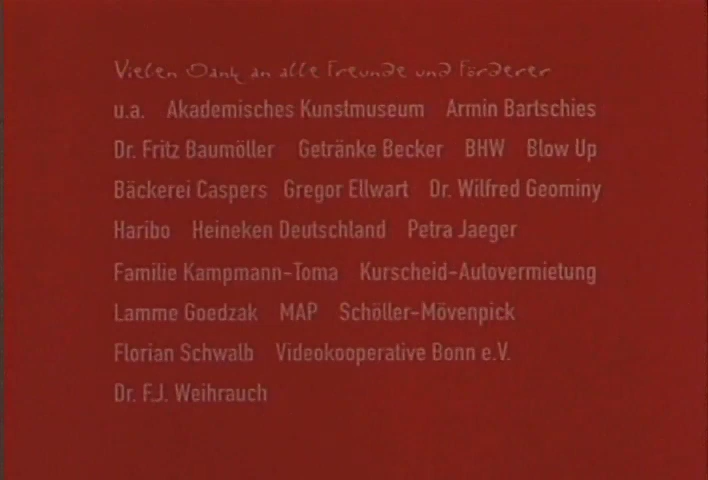 Vielen Dank an alle Freunde und Förderer
u.a. Akademisches Kunstmuseum Armin Bartschies
Dr. Fritz Baumöller Getränke Becker BHW Blow Up
Bäckerei Caspers Gregor Ellwart Dr. Wilfred Geominy
Haribo Heineken Deutschland Petra Jaeger
Familie Kampmann-Toma Kurscheid-Autovermietung
Lamme Goedzak MAP Schöller-Mövenpick
Florian Schwalb Videokooperative Bonn e.V.
Dr. F.J. Weihrauch